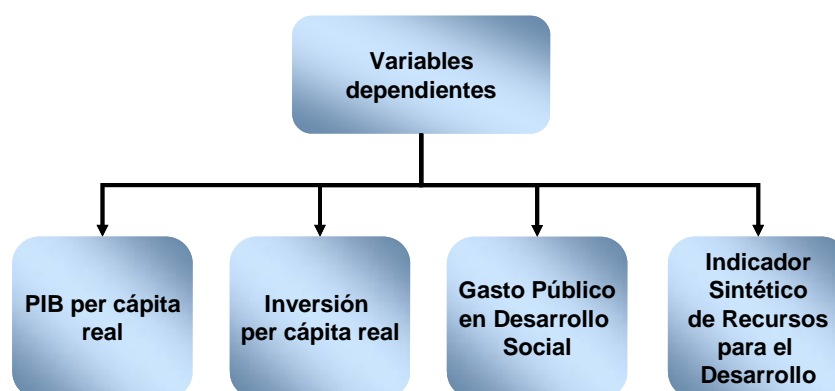 Variables
dependientes
PIB per cápita
real
Inversión
per cápita real
Gasto Público
en Desarrollo
Social
Indicador
Sintético
de Recursos
para el
Desarrollo